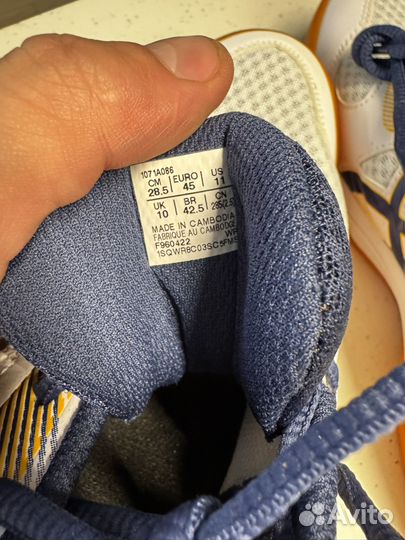 1071A086
CM EURO US
28.5 45 11
UK BR CN
10 42.5
MADE IN CAMBODIA
FABRIQUE AU CAMBODGE
F960422
1SQWR8C03SC5FMS
Avito